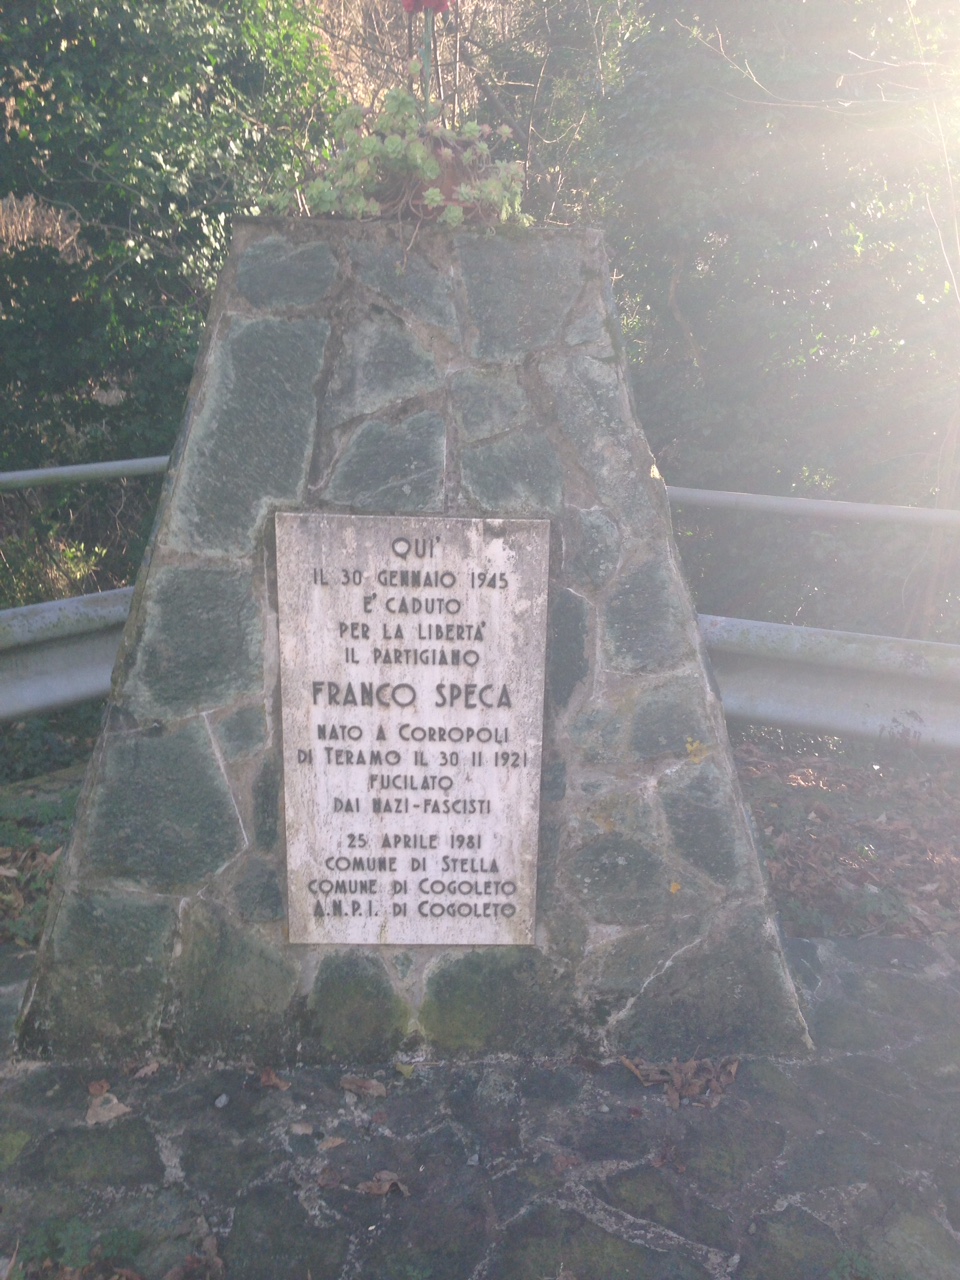 QUI'
IL 30 GENNAIO 1945
E' CADUTO
PER LA LIBERTA'
IL PARTIGIANO
FRANCO SPECA
NATO A CORROPOLI
DI TERAMO IL 30 11 1921
FUCILATO
DAI NAZI-FASCISTI
25 APRILE 1981
COMUNE DI STELLA
COMUNE DI COGOLETO
A.N.P.I. DI COGOLETO